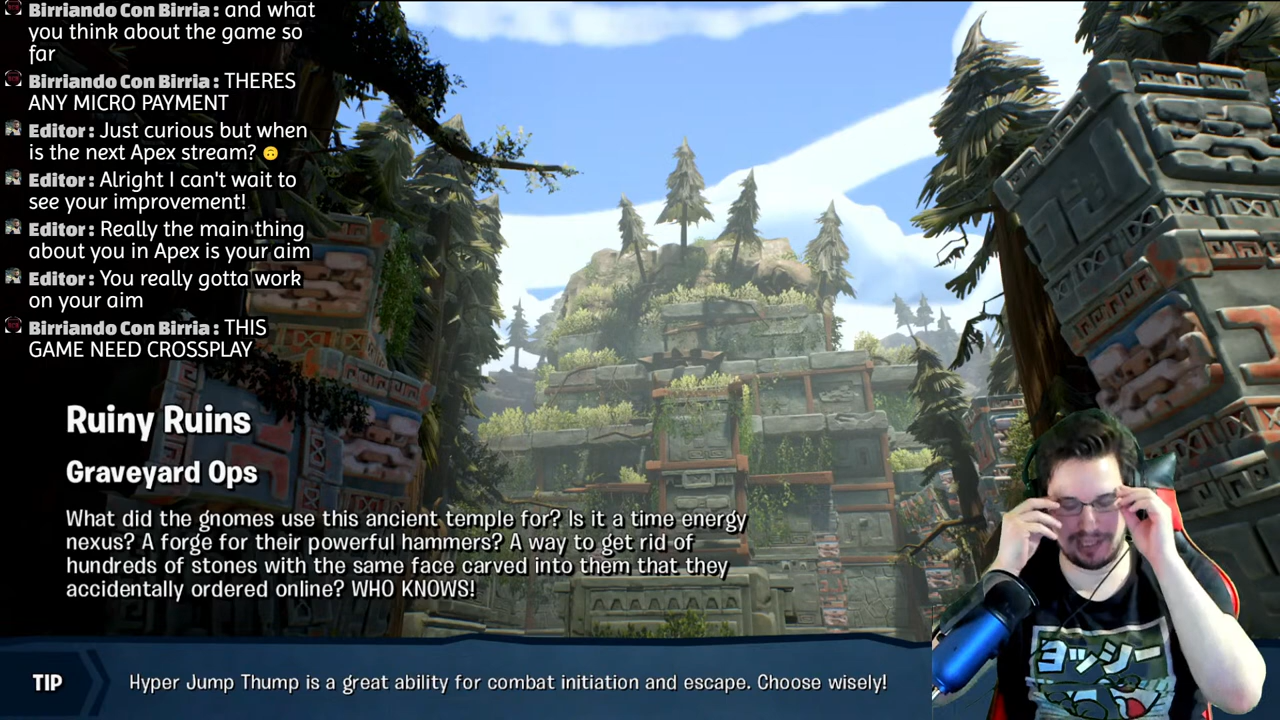 Birriando Con Birria : and what
you think about the game so
far
Birriando Con Birria : THERES
ANY MICRO PAYMENT
Editor : Just curious but when
is the next Apex stream? 🙃
Editor : Alright I can't wait to
see your improvement!
Editor : Really the main thing
about you in Apex is your aim
Editor : You really gotta work
on your aim
Birriando Con Birria : THIS
GAME NEED CROSSPLAY
Ruiny Ruins
Graveyard Ops
What did the gnomes use this ancient temple for? Is it a time energy
nexus? A forge for their powerful hammers? A way to get rid of
hundreds of stones with the same face carved into them that they
accidentally ordered online? WHO KNOWS!
TIP
Hyper Jump Thump is a great ability for combat initiation and escape. Choose wisely!
ヨッシー